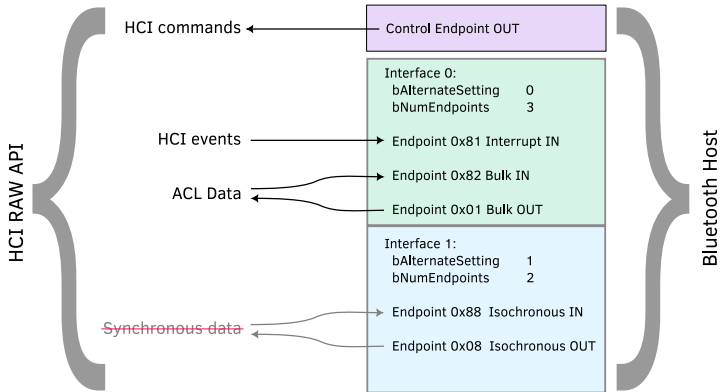 HCI commands
Control Endpoint OUT
Interface 0:
bAlternateSetting 0
bNumEndpoints 3
HCI events
Endpoint 0x81 Interrupt IN
Endpoint 0x82 Bulk IN
ACL Data
Endpoint 0x01 Bulk OUT
Interface 1:
bAlternateSetting 1
bNumEndpoints 2
Endpoint 0x88 Isochronous IN
Synchronous data
Endpoint 0x08 Isochronous OUT
HCI RAW API
Bluetooth Host